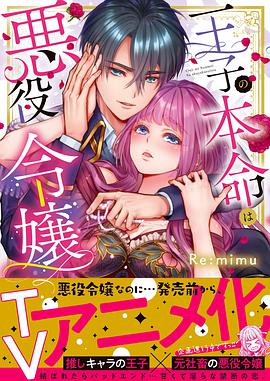 王子の本命は
悪役
令嬢
Re:mimu
悪役令嬢なのに…発売前から
TVアニメ化
推しキャラの王子×元社畜の悪役令嬢
結ばれたらバッドエンド…甘くて淫らな禁断の恋